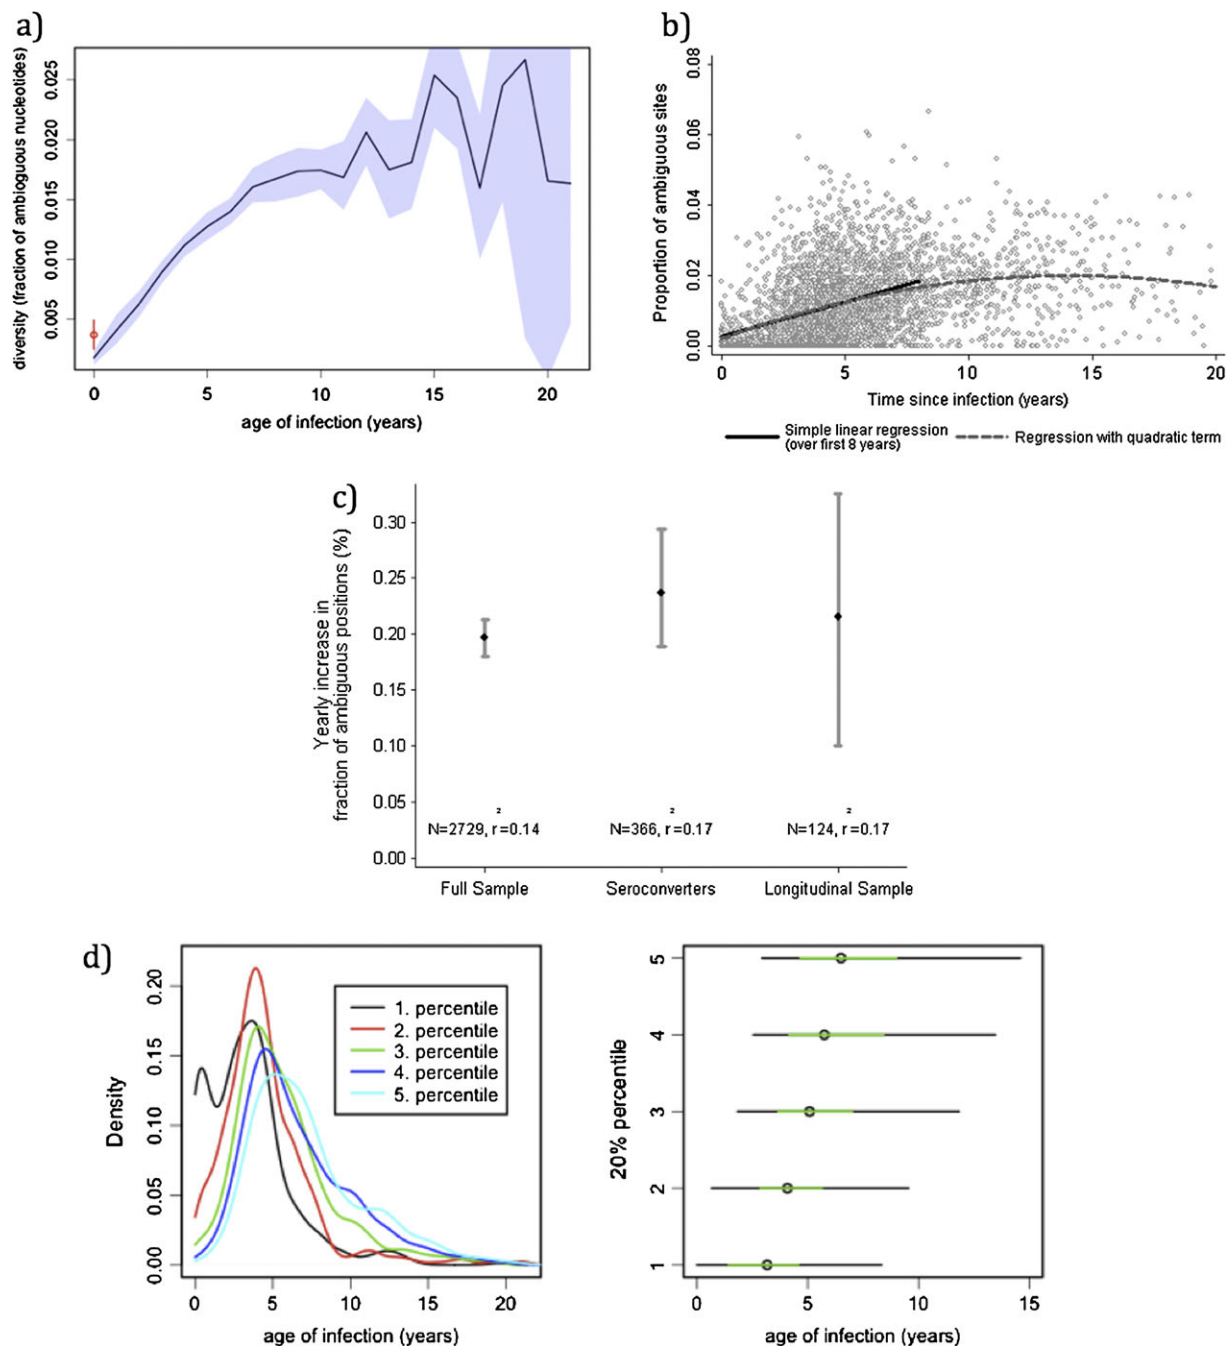 a)
diversity (fraction of ambioguous nucleotides)
0.025
0.020
0.015
0.010
0.005
0 5 10 15 20
age of infection (years)
b)
Proportion of ambiguous sites
0.08
0.06
0.04
0.02
0.00
0 5 10 15 20
Time since infection (years)
Simple linear regression
(over first 8 years)
Regression with quadratic term
c)
Yearly increase in
fraction of ambiguous positions (%)
0.30
0.25
0.20
0.15
0.10
0.05
0.00
N=2729, r²=0.14
N=366, r²=0.17
N=124, r²=0.17
Full Sample Seroconverters Longitudinal Sample
d)
Density
0.20
0.15
0.10
0.05
0.00
1. percentile
2. percentile
3. percentile
4. percentile
5. percentile
0 5 10 15 20
age of infection (years)
20% percentile
5
4
3
2
1
0 5 10 15
age of infection (years)